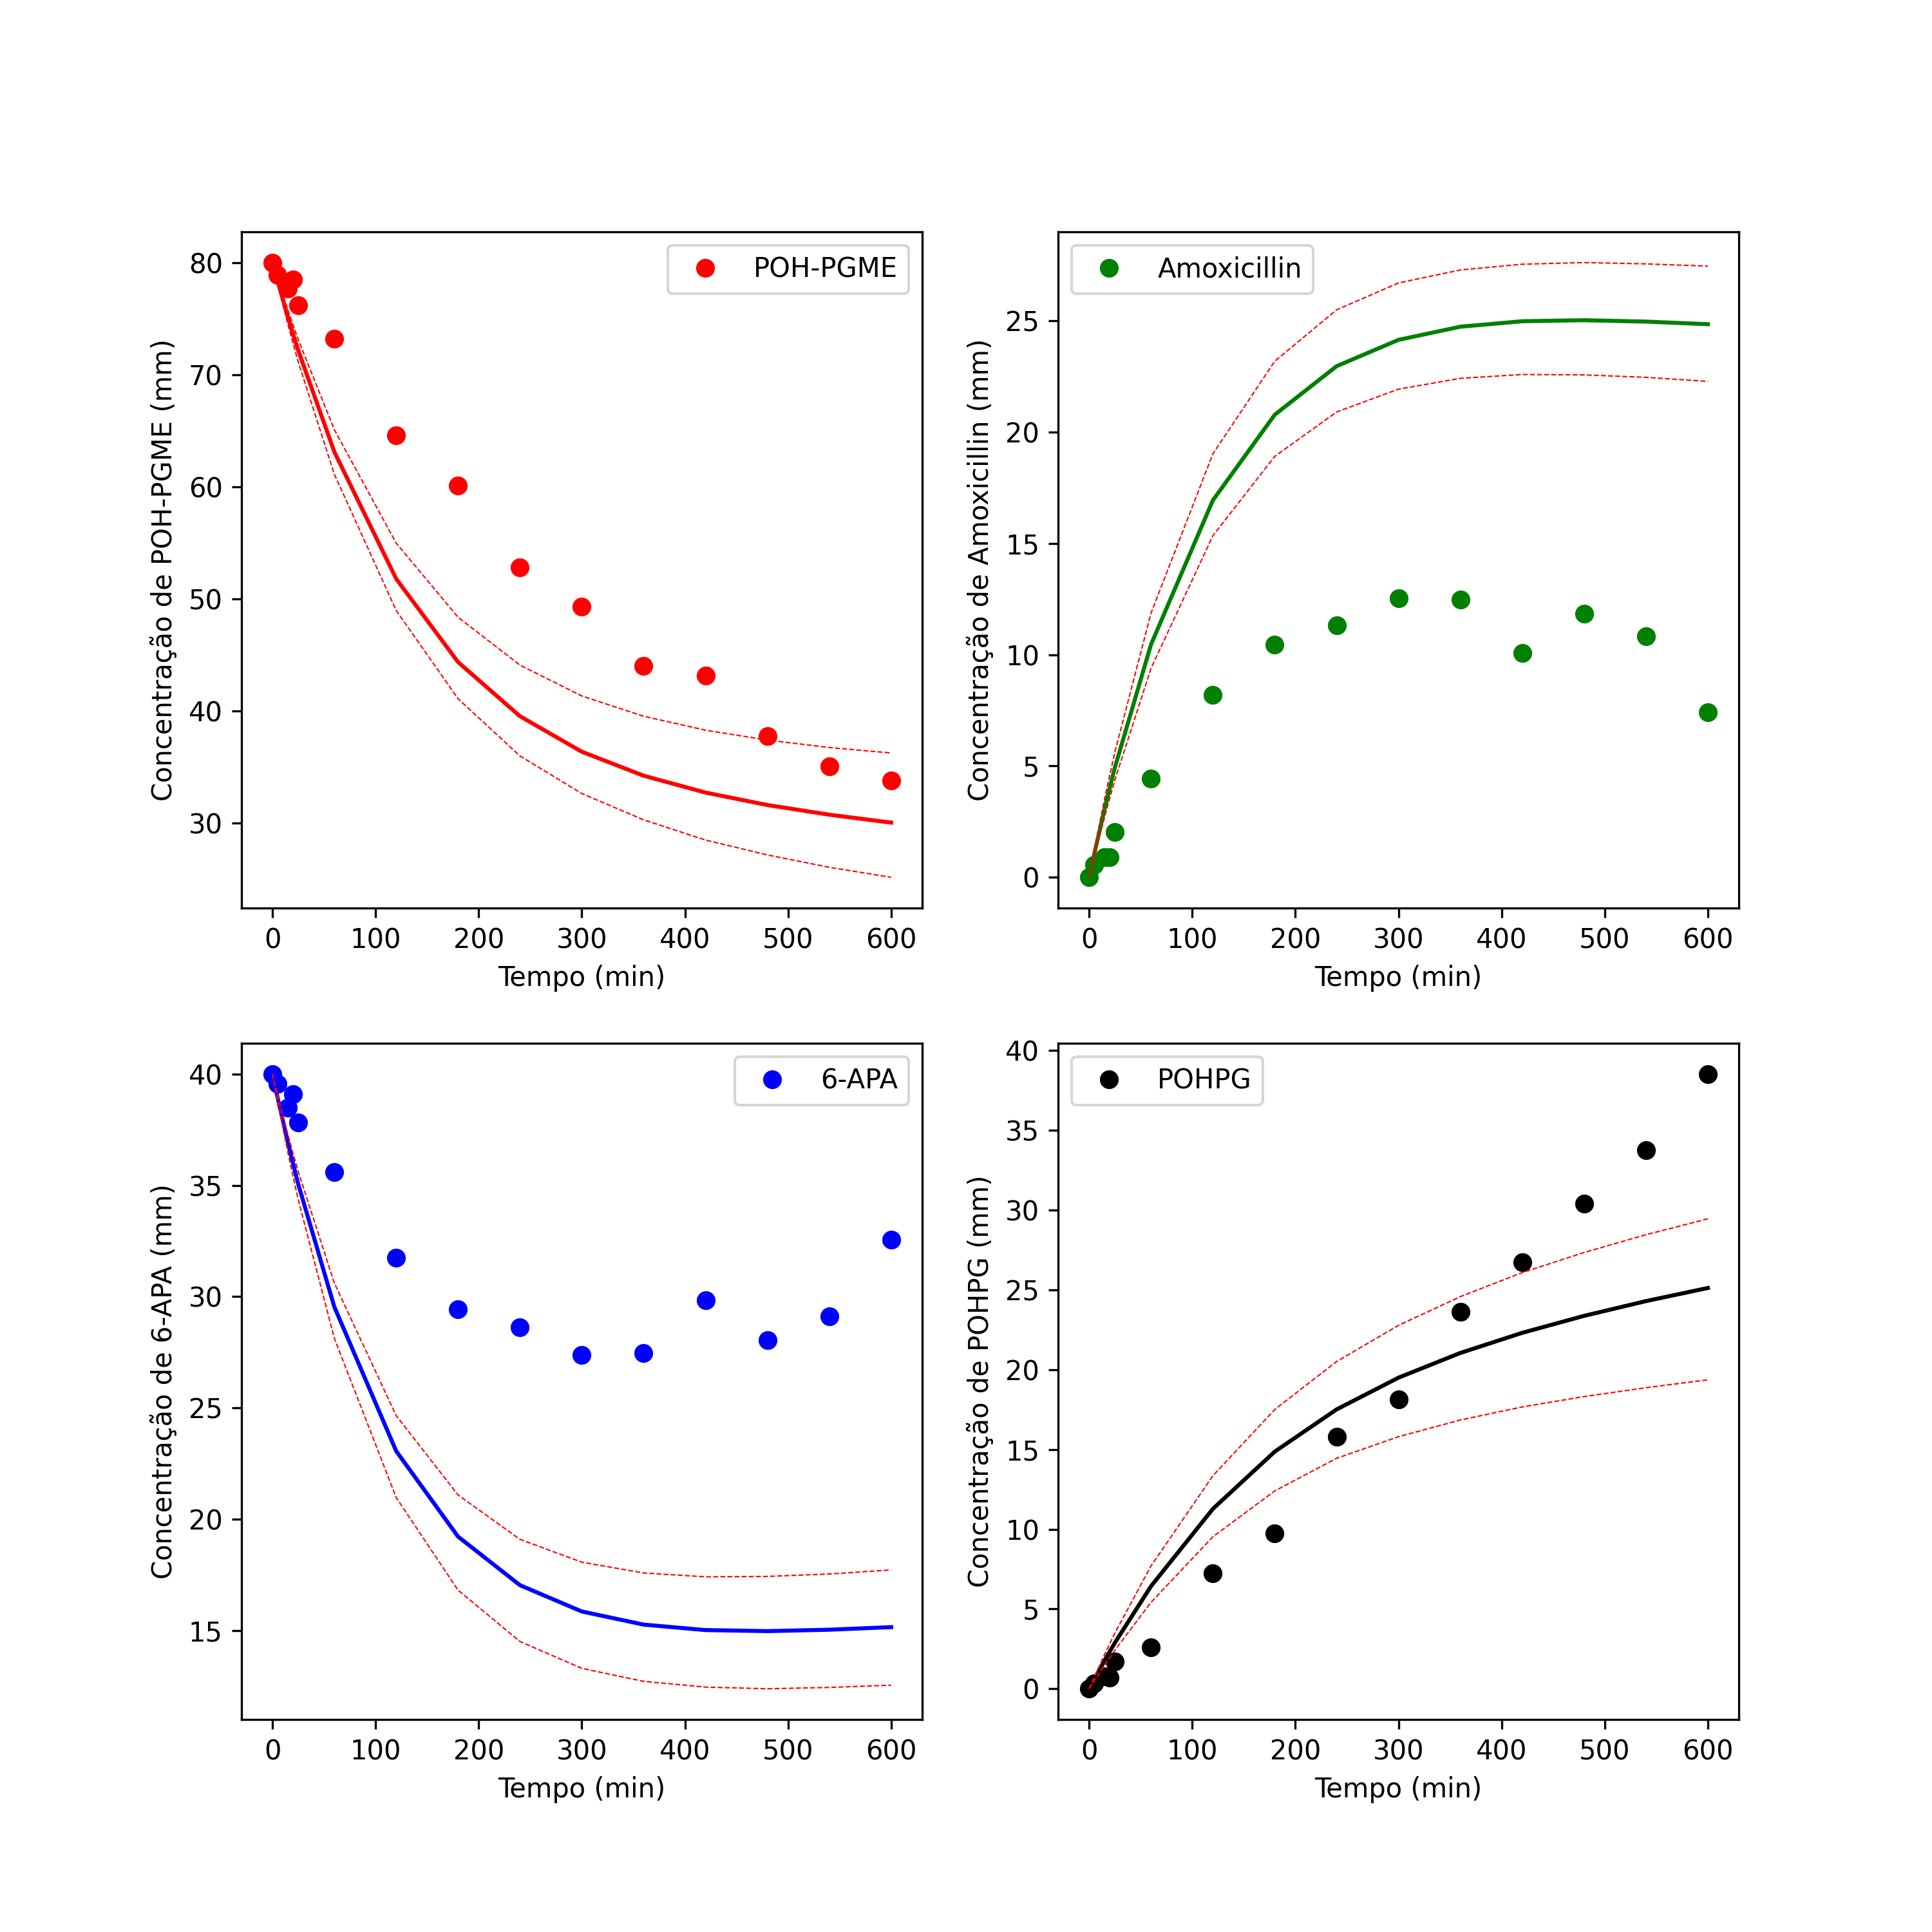 POH-PGME
Concentração de POH-PGME (mm)
80
70
60
50
40
30
0 100 200 300 400 500 600
Tempo (min)
Amoxicillin
Concentração de Amoxicillin (mm)
25
20
15
10
5
0
0 100 200 300 400 500 600
Tempo (min)
6-APA
Concentração de 6-APA (mm)
40
35
30
25
20
15
0 100 200 300 400 500 600
Tempo (min)
POHPG
Concentração de POHPG (mm)
40
35
30
25
20
15
10
5
0
0 100 200 300 400 500 600
Tempo (min)